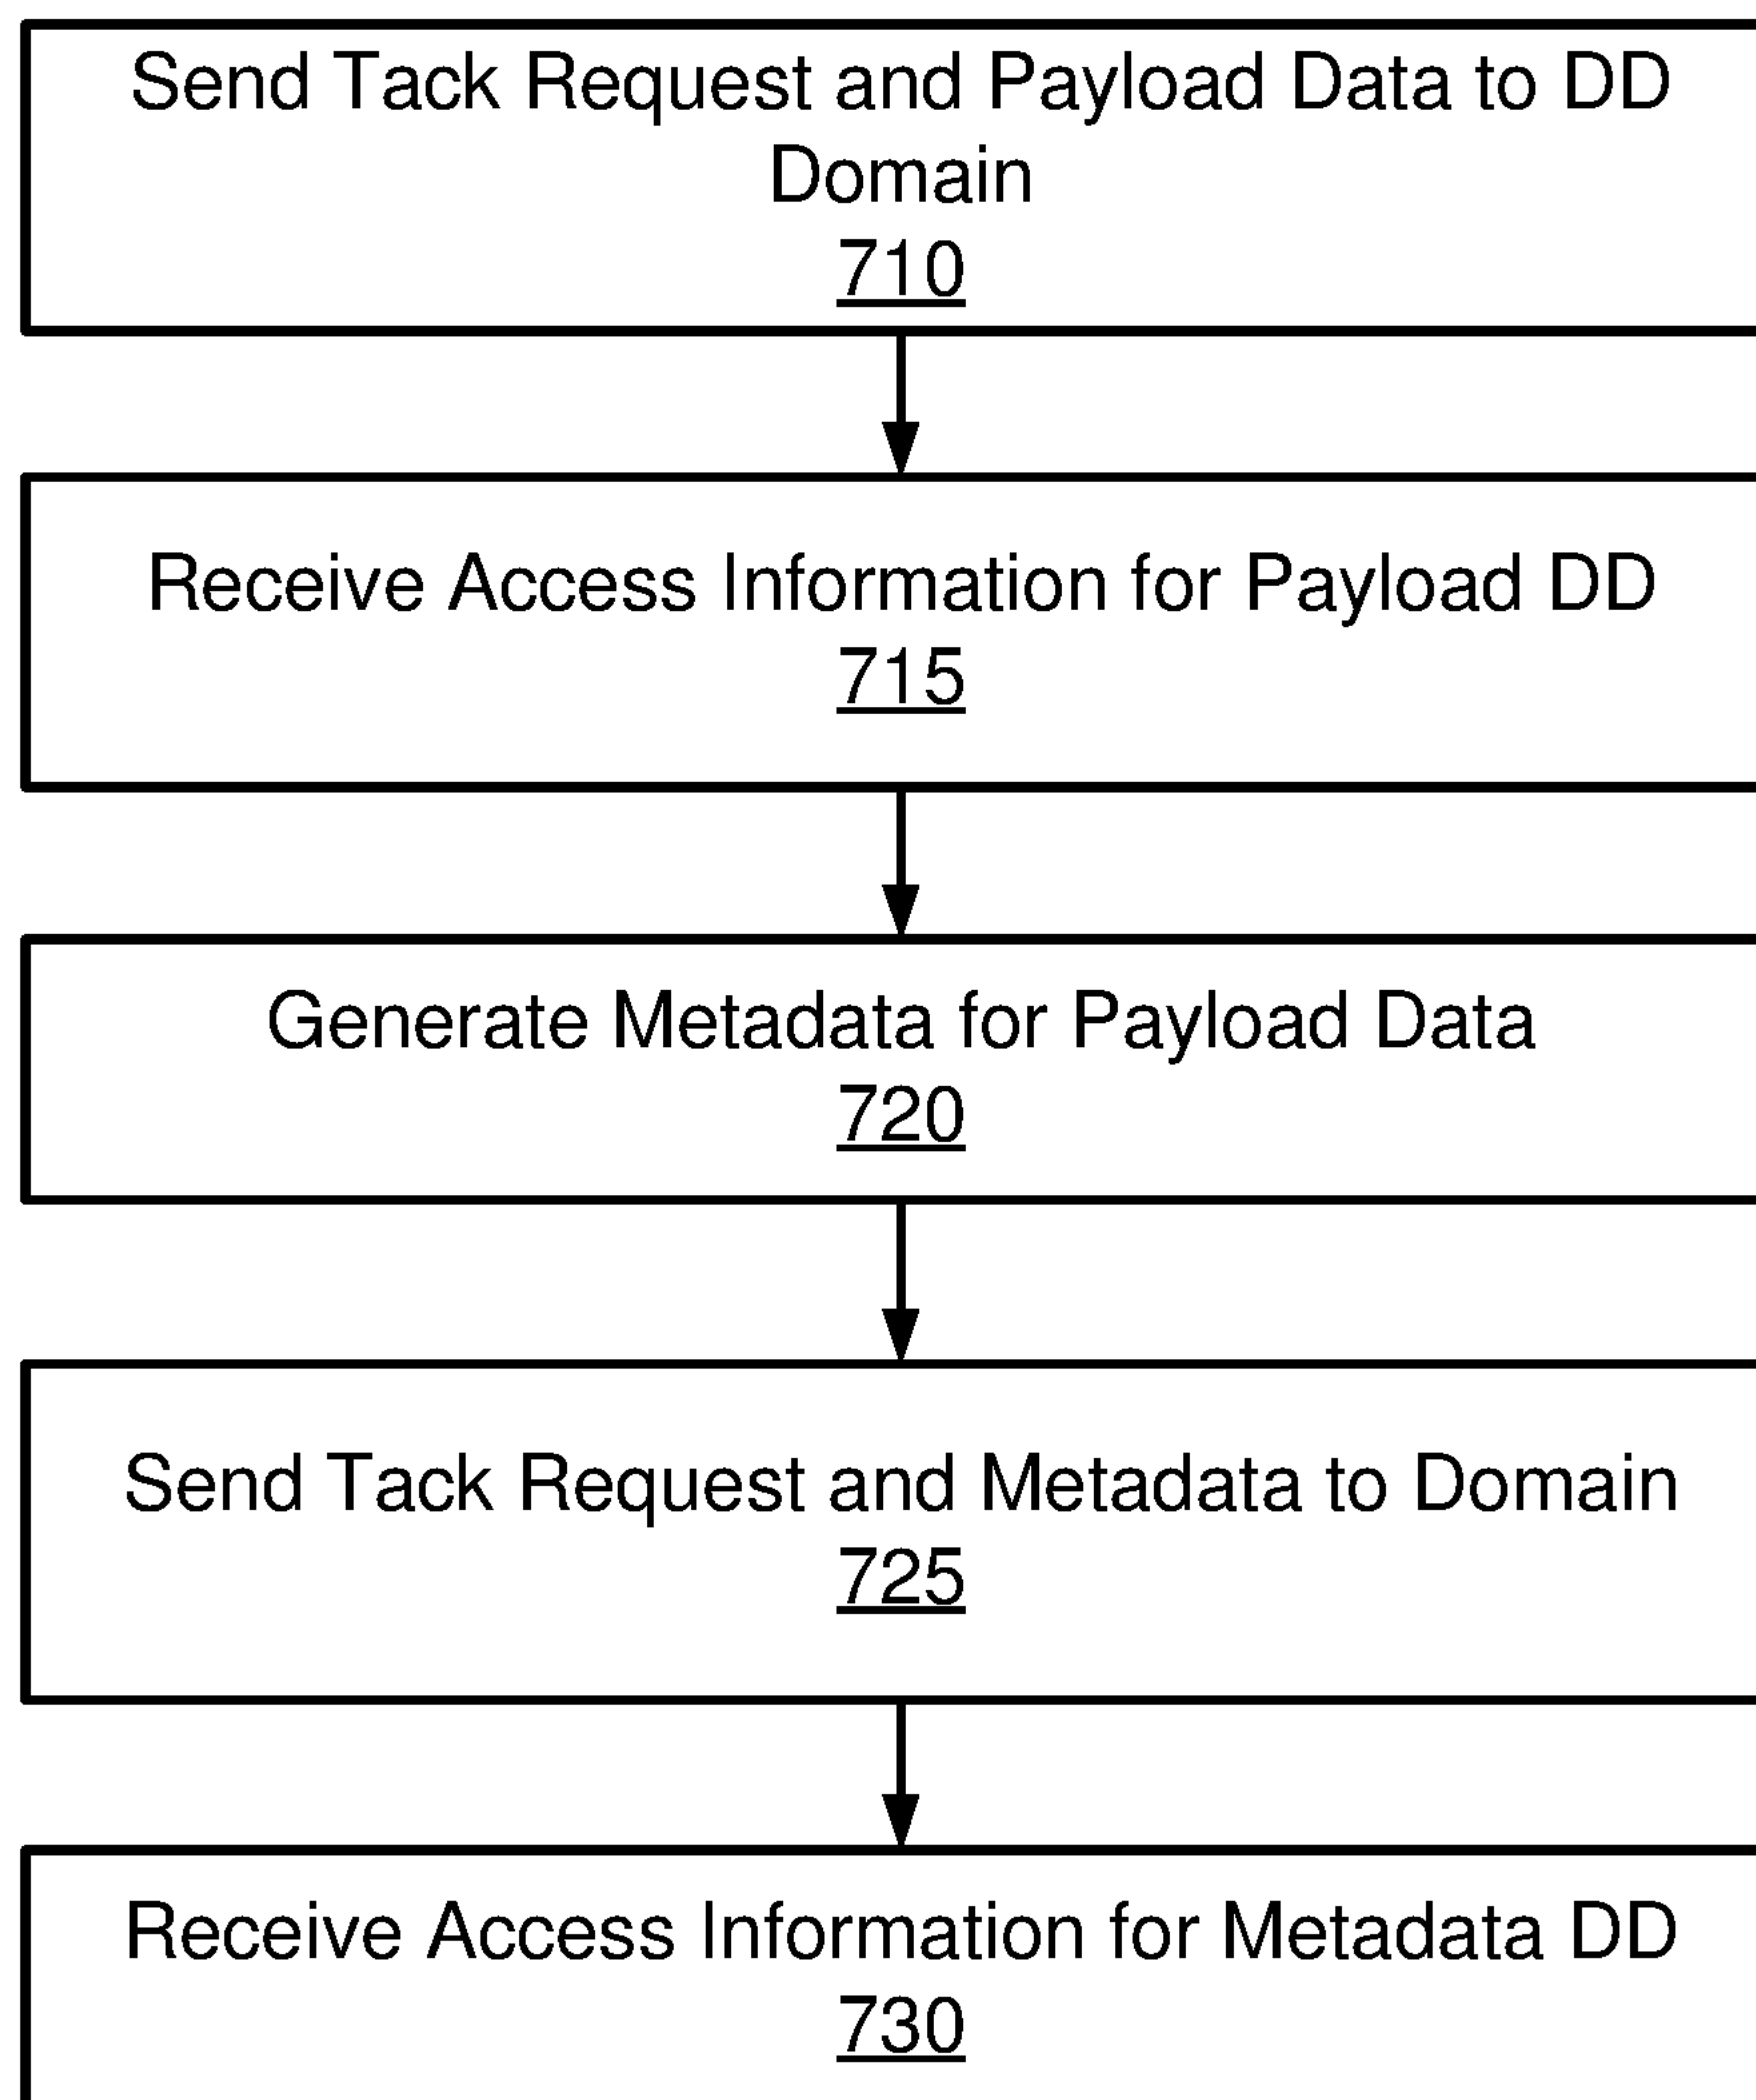 Send Tack Request and Payload Data to DD
Domain
710
Receive Access Information for Payload DD
715
Generate Metadata for Payload Data
720
Send Tack Request and Metadata to Domain
725
Receive Access Information for Metadata DD
730